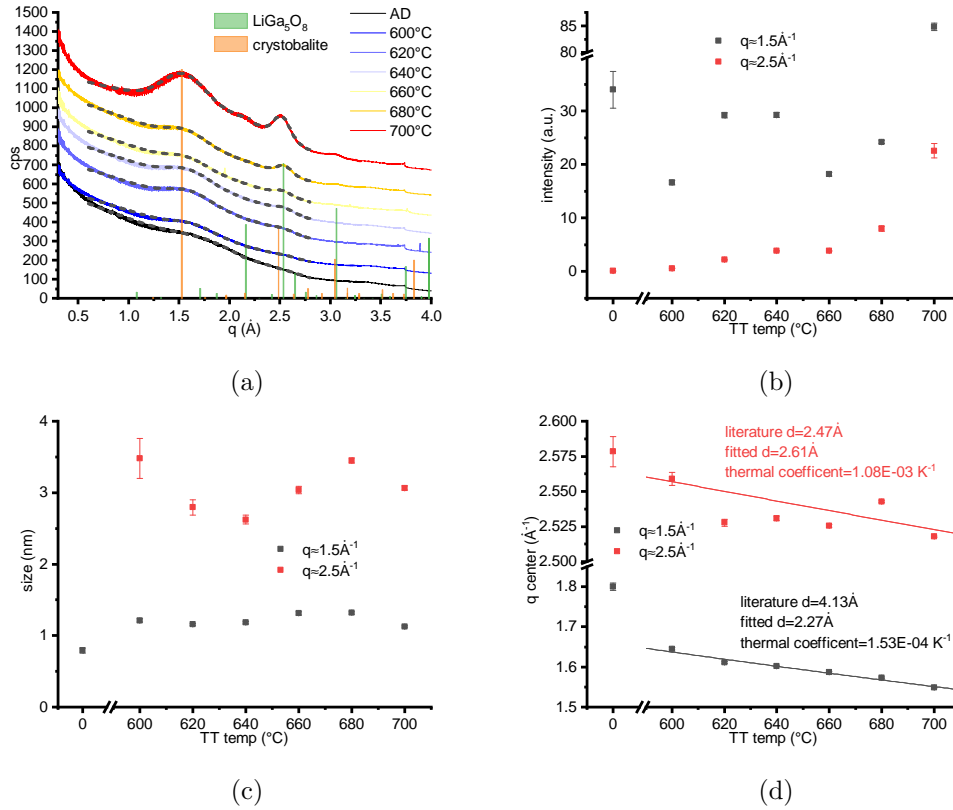 1500
1400
1300
1200
1100
1000
900
800
700
600
500
400
300
200
100
0
cps
0.5
1.0
1.5
2.0
2.5
3.0
3.5
4.0
q (Å)
LiGa5O8
crystobalite
AD
600°C
620°C
640°C
660°C
680°C
700°C
(a)
85
80
30
20
10
0
intensity (a.u.)
q≈1.5Å-1
q≈2.5Å-1
0
600
620
640
660
680
700
TT temp (°C)
(b)
4
3
2
1
0
size (nm)
q≈1.5Å-1
q≈2.5Å-1
0
600
620
640
660
680
700
TT temp (°C)
(c)
2.600
2.575
2.550
2.525
2.500
1.8
1.7
1.6
1.5
q center (Å-1)
literature d=2.47Å
fitted d=2.61Å
thermal coefficent=1.08E-03 K-1
q≈1.5Å-1
q≈2.5Å-1
literature d=4.13Å
fitted d=2.27Å
thermal coefficent=1.53E-04 K-1
0
600
620
640
660
680
700
TT temp (°C)
(d)